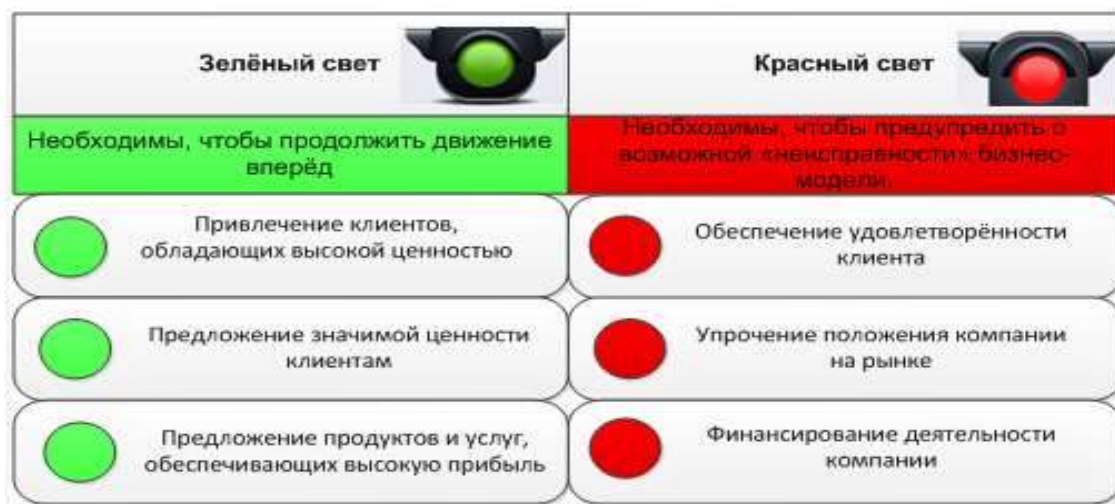 Зелёный свет
Красный свет
Необходимы, чтобы продолжить движение
вперёд
Необходимы, чтобы предупредить о
возможной «неисправности» бизнес-
модели.
Привлечение клиентов,
обладающих высокой ценностью
Обеспечение удовлетворённости
клиента
Предложение значимой ценности
клиентам
Упрочение положения компании
на рынке
Предложение продуктов и услуг,
обеспечивающих высокую прибыль
Финансирование деятельности
компании